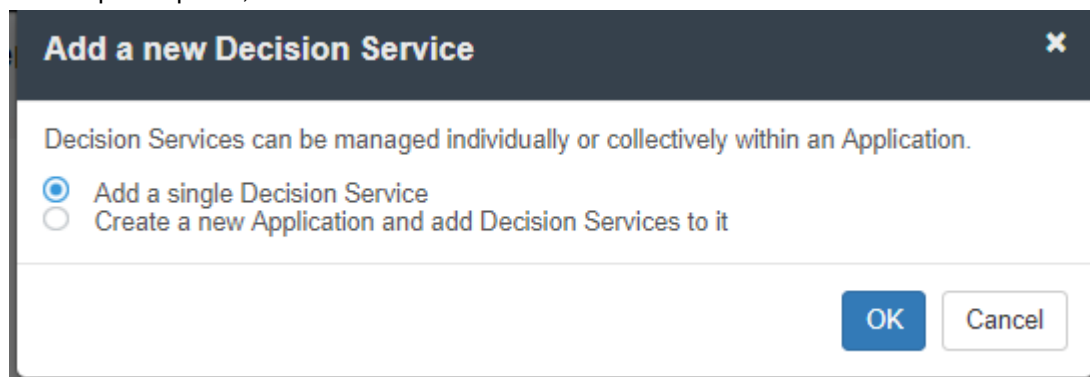 Add a new Decision Service
Decision Services can be managed individually or collectively within an Application.
Add a single Decision Service
Create a new Application and add Decision Services to it
OK
Cancel